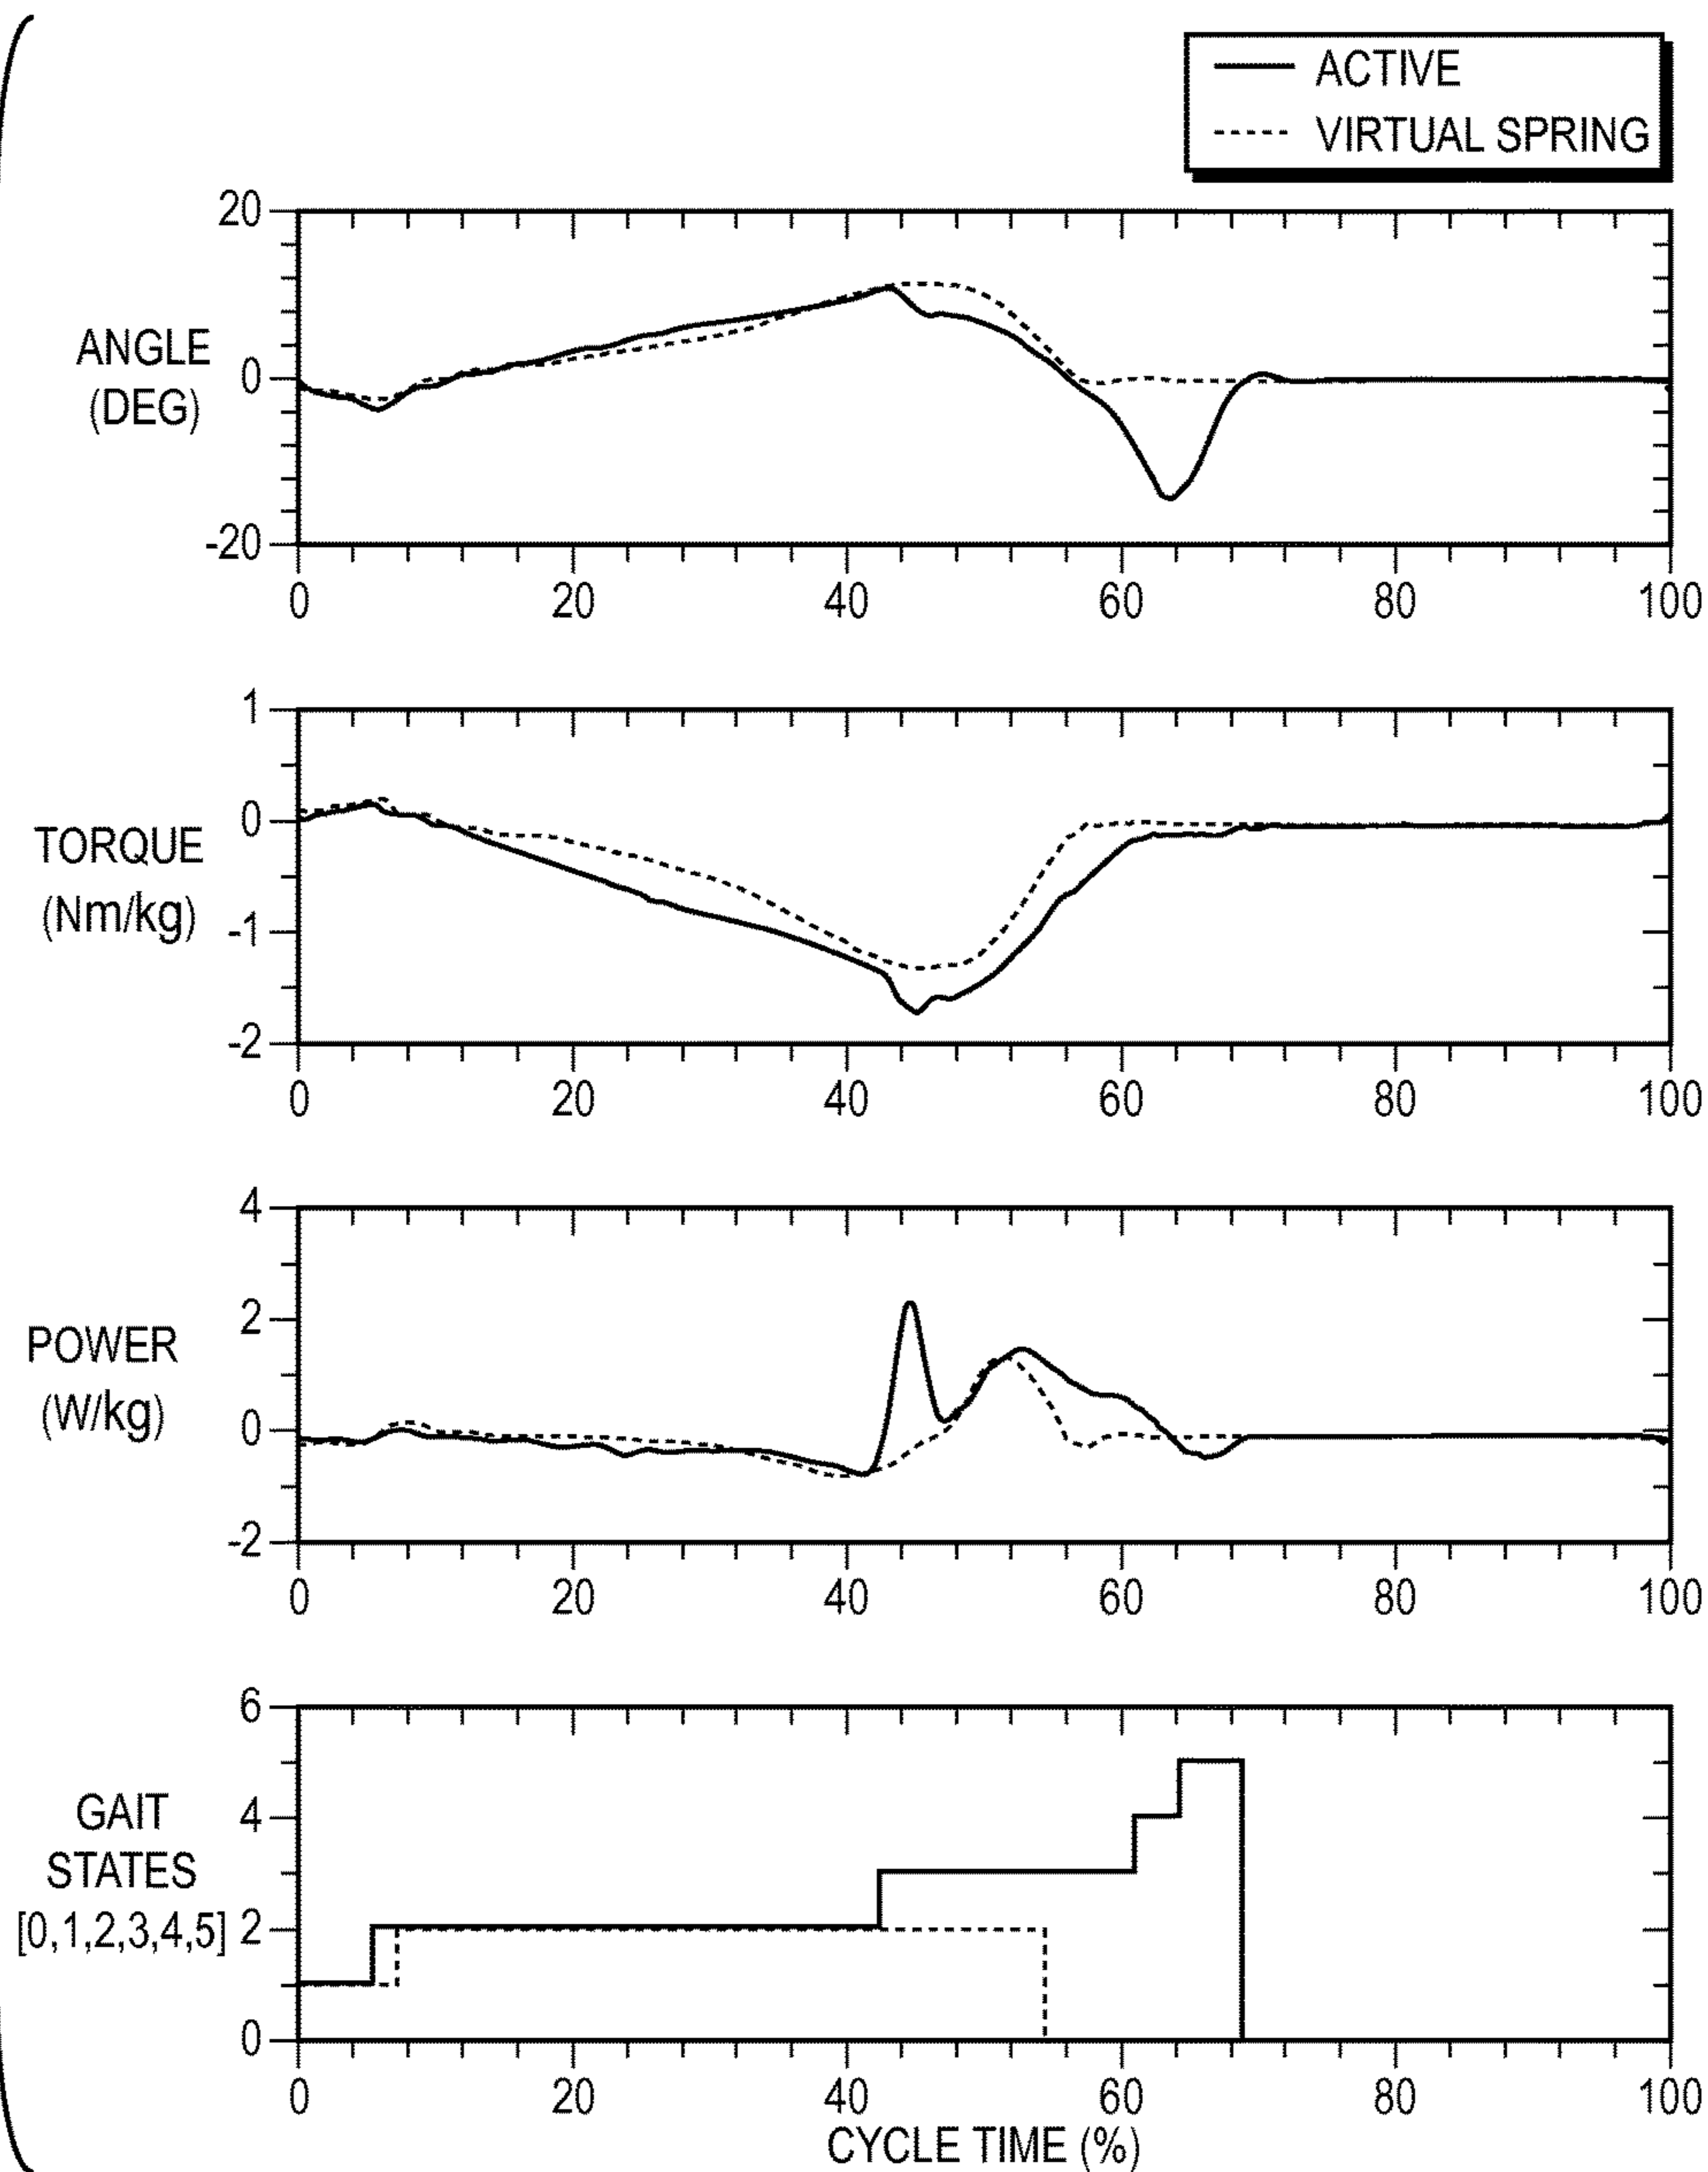 ACTIVE
VIRTUAL SPRING
20
0
-20
ANGLE
(DEG)
0 20 40 60 80 100
1
0
-1
-2
TORQUE
(Nm/kg)
0 20 40 60 80 100
4
2
0
-2
POWER
(W/kg)
0 20 40 60 80 100
6
4
2
0
GAIT
STATES
[0,1,2,3,4,5]
0 20 40 60 80 100
CYCLE TIME (%)